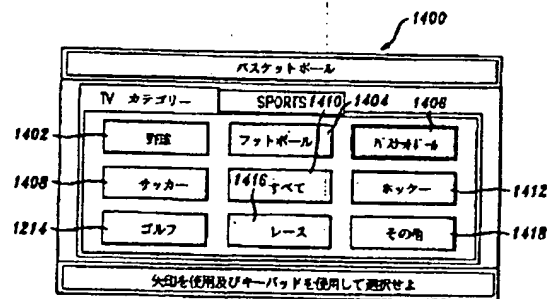 1400
バスケットボール
TV カテゴリー SPORTS 1410 1404 1406
1402 野球 フットボール バスケットボール
1408 サッカー 1416 すべて ホッケー 1412
1214 ゴルフ レース その他 1418
矢印を使用及びキーパッドを使用して選択せよ